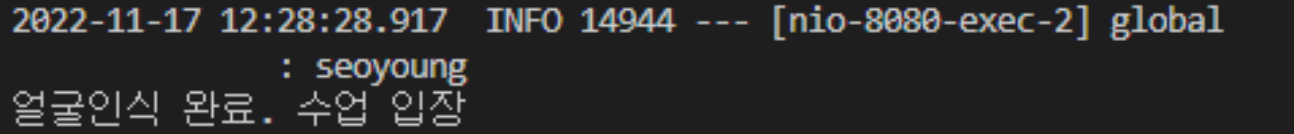 2022-11-17 12:28:28.917  INFO 14944 --- [nio-8080-exec-2] global
: seoyoung
얼굴인식 완료. 수업 입장